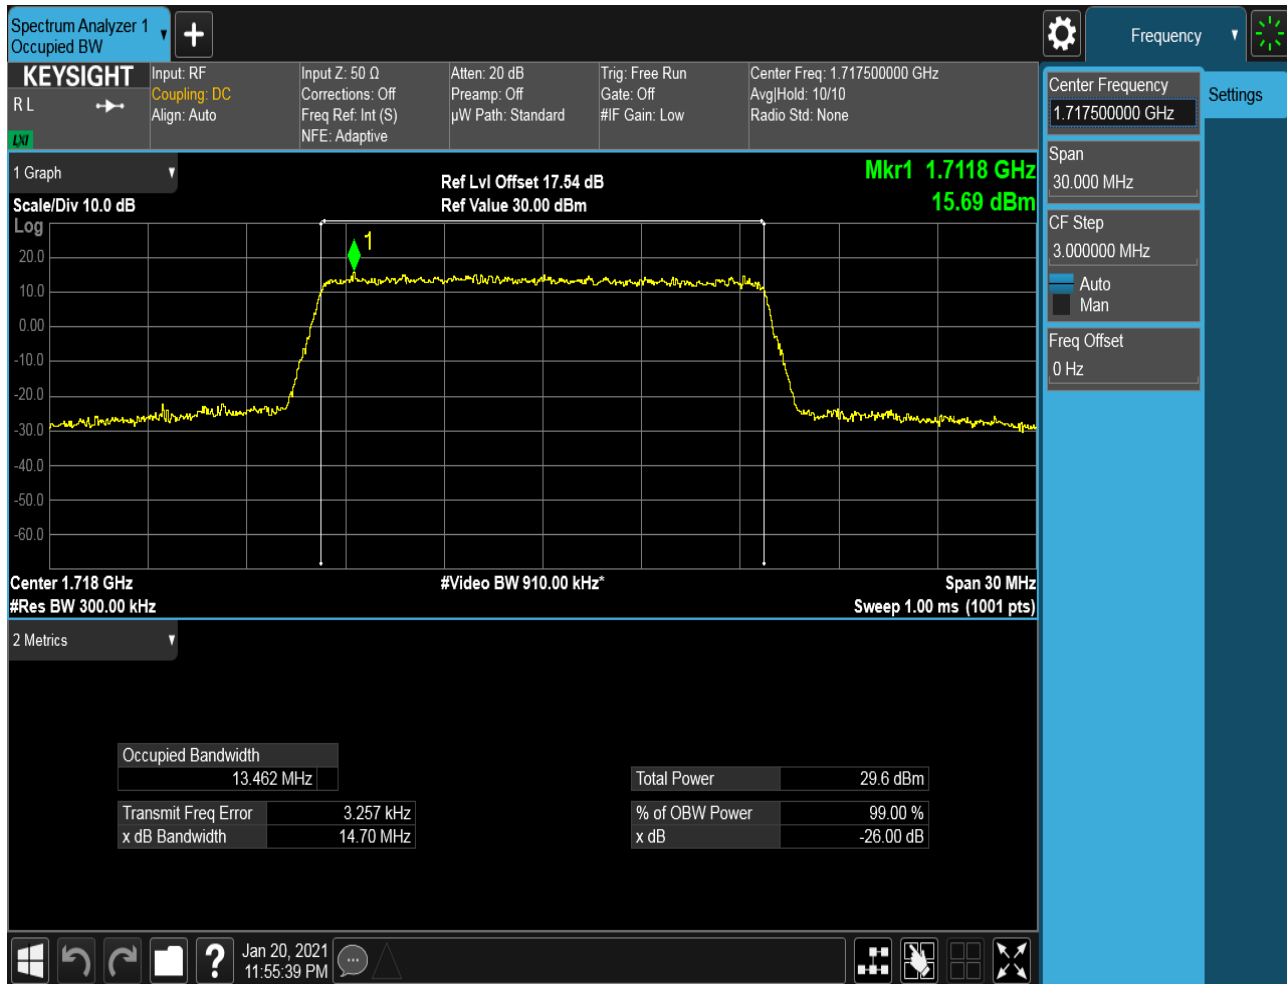 Spectrum Analyzer 1
Occupied BW
+
Frequency
KEYSIGHT
R L
LXI
Input: RF
Coupling: DC
Align: Auto
Input Z: 50 Ω
Corrections: Off
Freq Ref: Int (S)
NFE: Adaptive
Atten: 20 dB
Preamp: Off
µW Path: Standard
Trig: Free Run
Gate: Off
#IF Gain: Low
Center Freq: 1.717500000 GHz
Avg|Hold: 10/10
Radio Std: None
Center Frequency
1.717500000 GHz
Settings
Span
30.000 MHz
CF Step
3.000000 MHz
Auto
Man
Freq Offset
0 Hz
1 Graph
Scale/Div 10.0 dB
Ref Lvl Offset 17.54 dB
Ref Value 30.00 dBm
Mkr1 1.7118 GHz
15.69 dBm
Log
1
20.0
10.0
0.00
-10.0
-20.0
-30.0
-40.0
-50.0
-60.0
Center 1.718 GHz
#Video BW 910.00 kHz*
Span 30 MHz
#Res BW 300.00 kHz
Sweep 1.00 ms (1001 pts)
2 Metrics
Occupied Bandwidth
13.462 MHz
Transmit Freq Error 3.257 kHz
x dB Bandwidth 14.70 MHz
Total Power 29.6 dBm
% of OBW Power 99.00 %
x dB -26.00 dB
?
Jan 20, 2021
11:55:39 PM